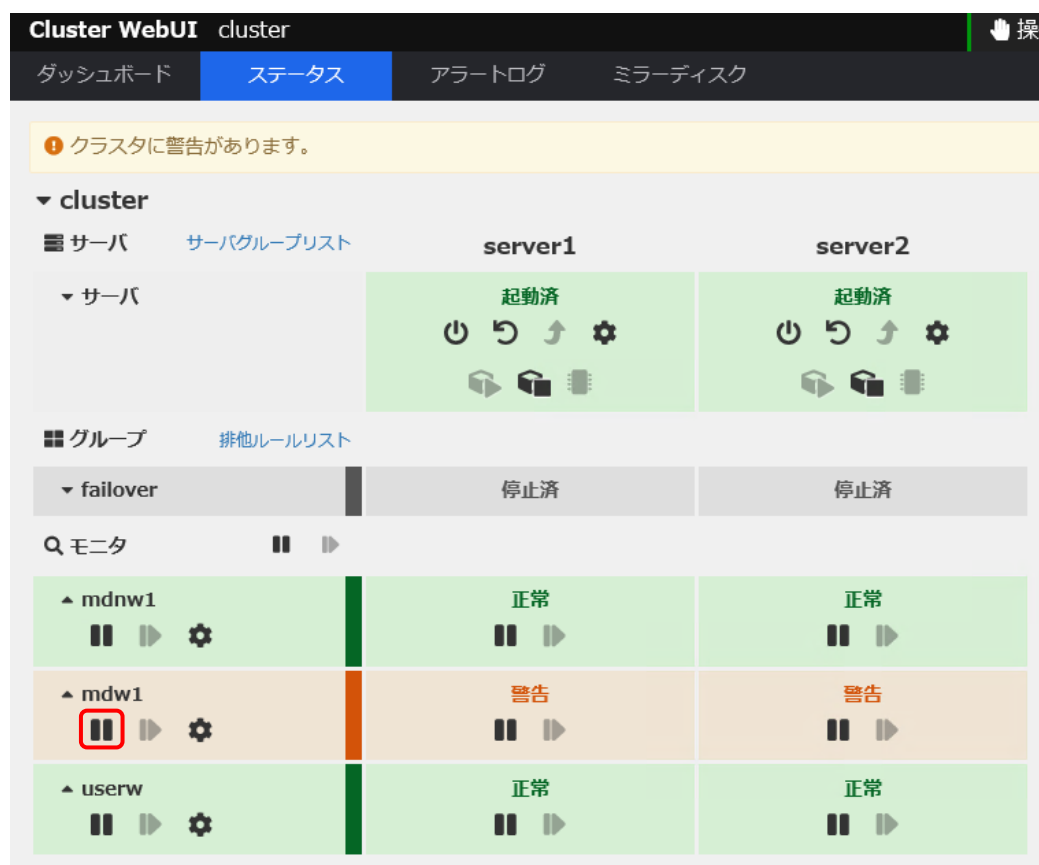 Cluster WebUI cluster 操
ダッシュボード ステータス アラートログ ミラーディスク
クラスタに警告があります。
cluster
サーバ サーバグループリスト server1 server2
サーバ 起動済 起動済
グループ 排他ルールリスト
failover 停止済 停止済
モニタ
mdnw1 正常 正常
mdw1 警告 警告
userw 正常 正常